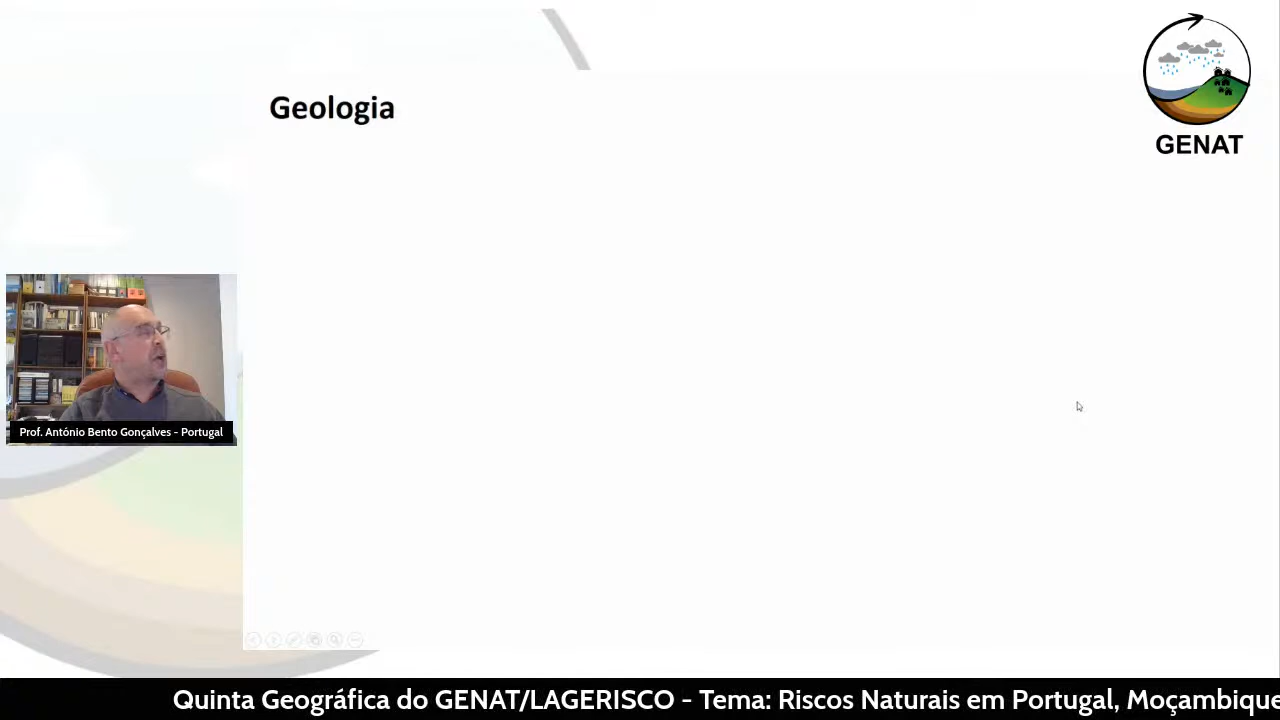 Geologia
GENAT
Prof. António Bento Gonçalves - Portugal
Quinta Geográfica do GENAT/LAGERISCO - Tema: Riscos Naturais em Portugal, Moçambique